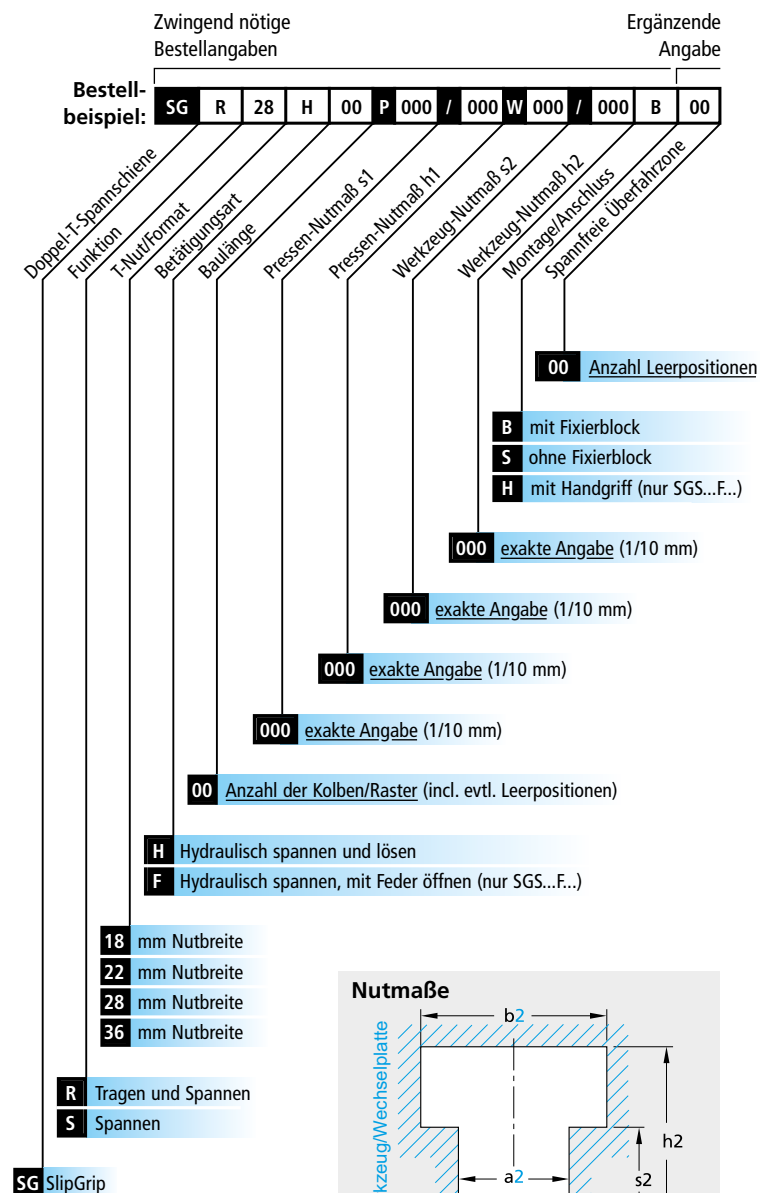 Zwingend nötige
Bestellangaben
Ergänzende
Angabe
Bestell-
beispiel:
SG R 28 H 00 P 000 / 000 W 000 / 000 B 00
Doppel-T-Spannschiene
Funktion
T-Nut/Format
Betätigungsart
Baulänge
Pressen-Nutmaß s1
Pressen-Nutmaß h1
Werkzeug-Nutmaß s2
Werkzeug-Nutmaß h2
Montage/Anschluss
Spannfreie Überfahrzone
00 Anzahl Leerpositionen
B mit Fixierblock
S ohne Fixierblock
H mit Handgriff (nur SGS...F...)
000 exakte Angabe (1/10 mm)
000 exakte Angabe (1/10 mm)
000 exakte Angabe (1/10 mm)
000 exakte Angabe (1/10 mm)
00 Anzahl der Kolben/Raster (incl. evtl. Leerpositionen)
H Hydraulisch spannen und lösen
F Hydraulisch spannen, mit Feder öffnen (nur SGS...F...)
18 mm Nutbreite
22 mm Nutbreite
28 mm Nutbreite
36 mm Nutbreite
R Tragen und Spannen
S Spannen
SG SlipGrip
Nutmaße
b2
kzeug/Wechselplatte
h2
a2
s2